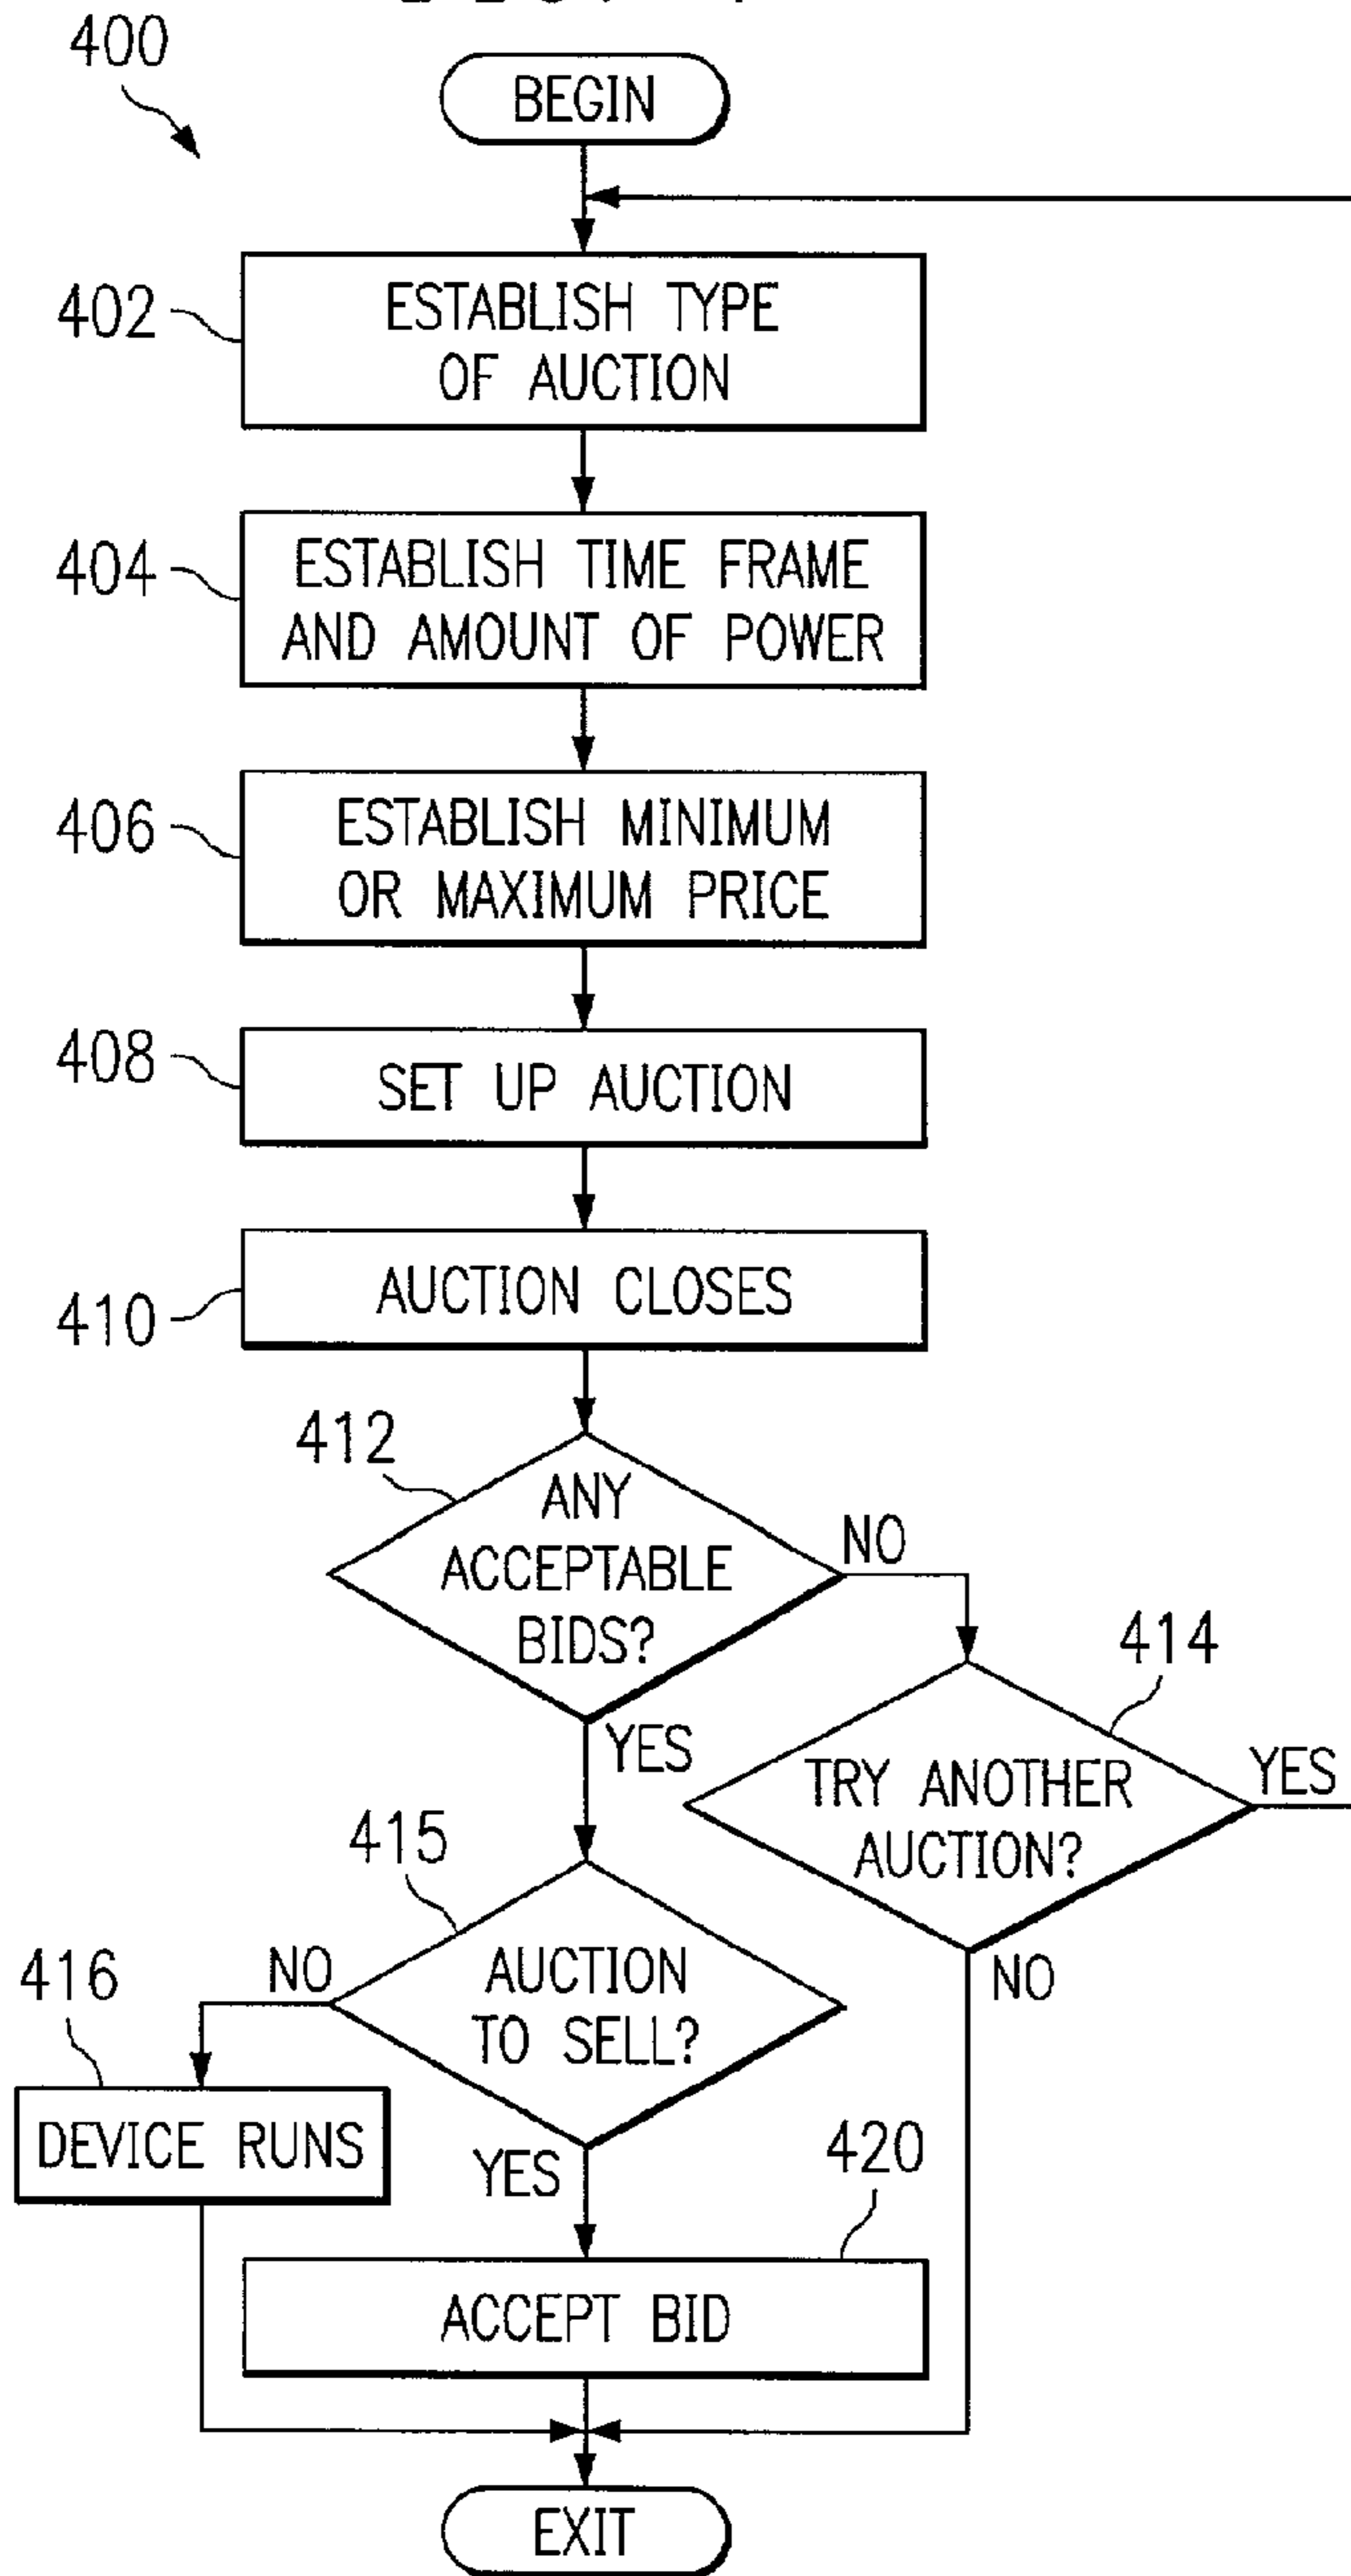 400
BEGIN
402
ESTABLISH TYPE
OF AUCTION
404
ESTABLISH TIME FRAME
AND AMOUNT OF POWER
406
ESTABLISH MINIMUM
OR MAXIMUM PRICE
408
SET UP AUCTION
410
AUCTION CLOSES
412
ANY
ACCEPTABLE
BIDS?
NO
YES
414
TRY ANOTHER
AUCTION?
YES
NO
415
AUCTION
TO SELL?
NO
YES
416
DEVICE RUNS
420
ACCEPT BID
EXIT